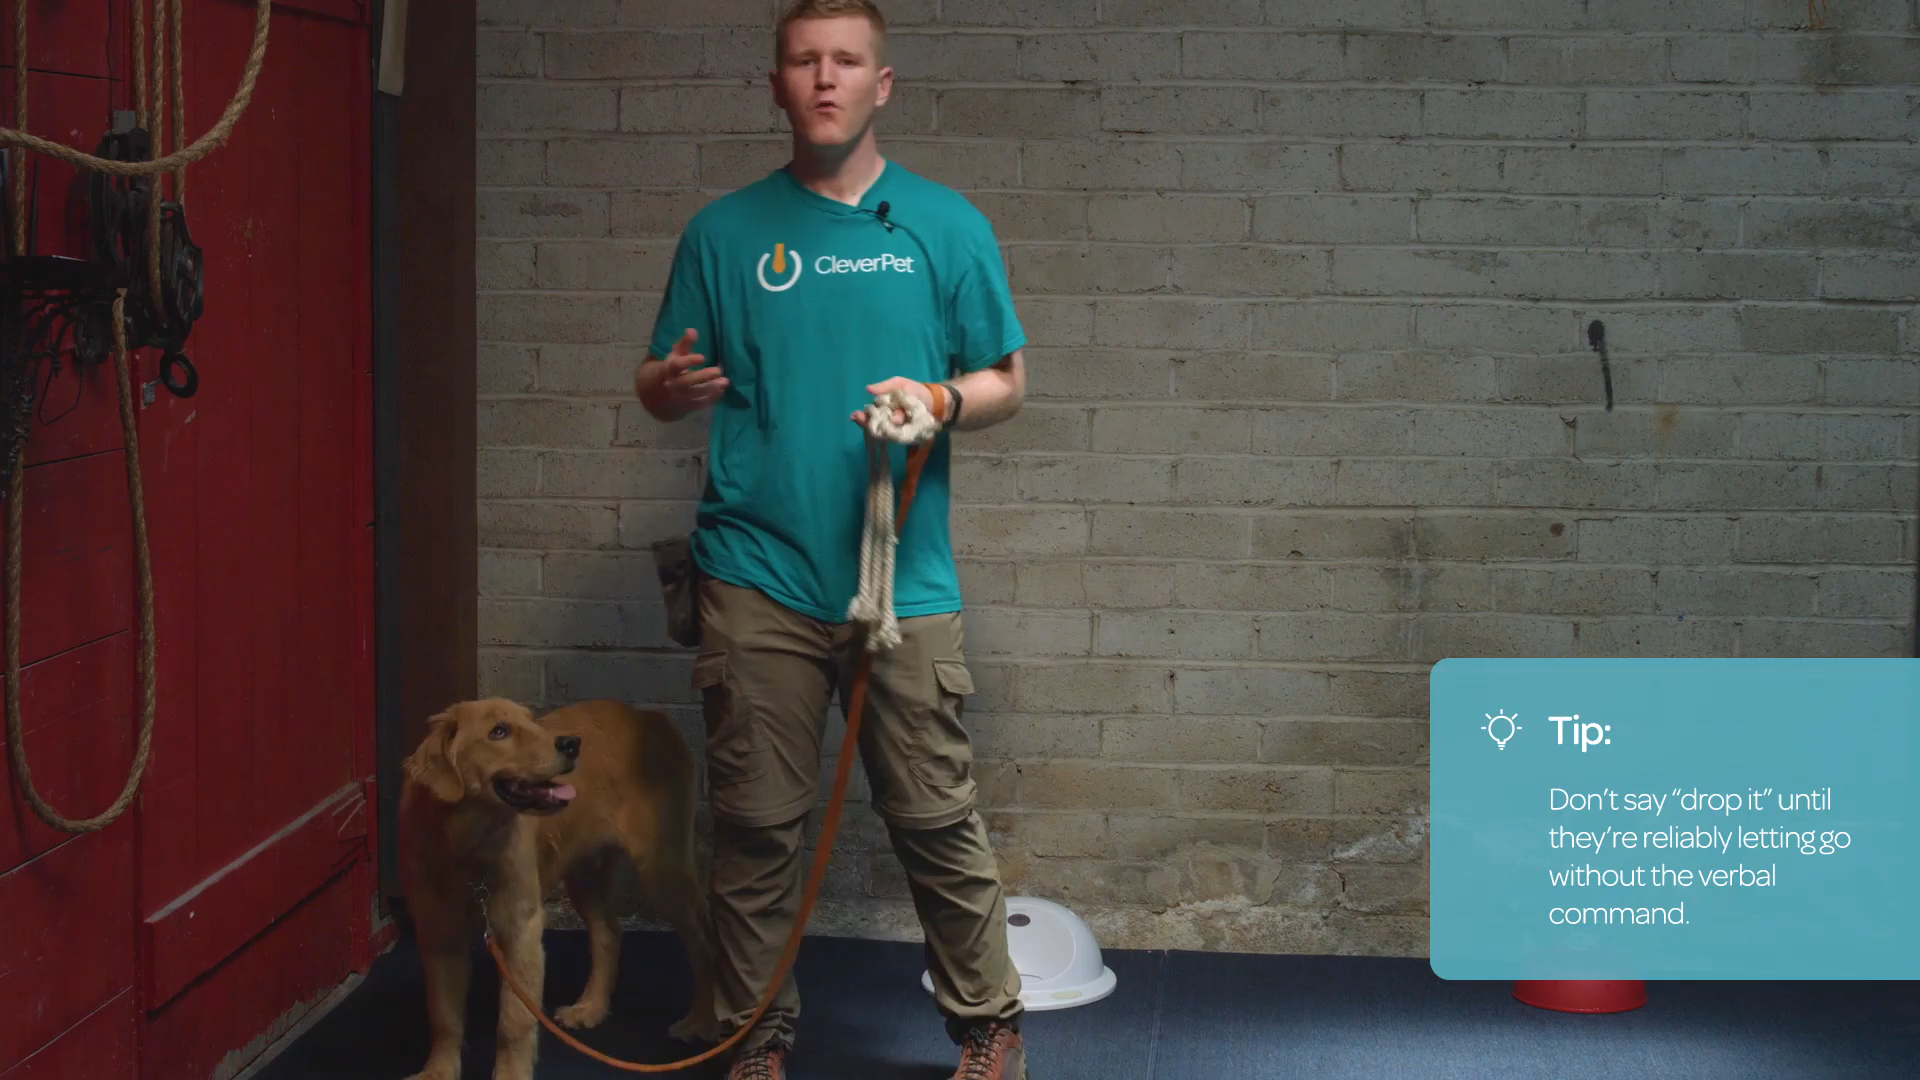 CleverPet
Tip:
Don't say “drop it” until
they're reliably letting go
without the verbal
command.